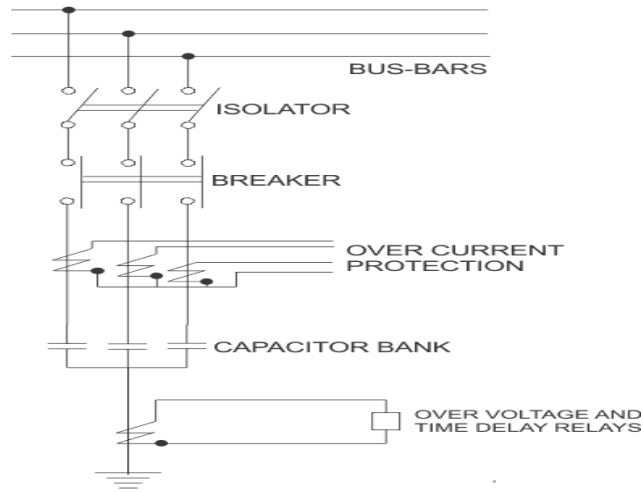 BUS-BARS
ISOLATOR
BREAKER
OVER CURRENT
PROTECTION
CAPACITOR BANK
OVER VOLTAGE AND
TIME DELAY RELAYS